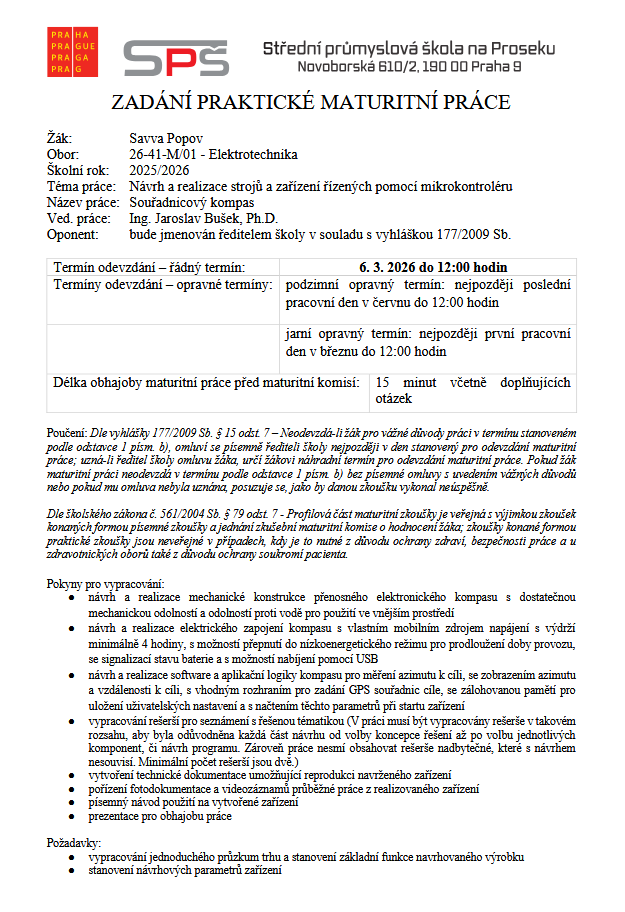 PRA HA
PRA GUE
PRA GA
PRA G
SPŠ
Střední průmyslová škola na Proseku
Novoborská 610/2, 190 00 Praha 9
ZADÁNÍ PRAKTICKÉ MATURITNÍ PRÁCE
Žák: Savva Popov
Obor: 26-41-M/01 - Elektrotechnika
Školní rok: 2025/2026
Téma práce: Návrh a realizace strojů a zařízení řízených pomocí mikrokontroléru
Název práce: Souřadnicový kompas
Ved. práce: Ing. Jaroslav Bušek, Ph.D.
Oponent: bude jmenován ředitelem školy v souladu s vyhláškou 177/2009 Sb.
Termín odevzdání – řádný termín: 6. 3. 2026 do 12:00 hodin
Termíny odevzdání – opravné termíny: podzimní opravný termín: nejpozději poslední
pracovní den v červnu do 12:00 hodin
jarní opravný termín: nejpozději první pracovní
den v březnu do 12:00 hodin
Délka obhajoby maturitní práce před maturitní komisí: 15 minut včetně doplňujících
otázek
Poučení: Dle vyhlášky 177/2009 Sb. § 15 odst. 7 – Neodevzdá-li žák pro vážné důvody práci v termínu stanoveném
podle odstavce 1 písm. b), omluví se písemně řediteli školy nejpozději v den stanovený pro odevzdání maturitní
práce; uzná-li ředitel školy omluvu žáka, určí žákovi náhradní termín pro odevzdání maturitní práce. Pokud žák
maturitní práci neodevzdá v termínu podle odstavce 1 písm. b) bez písemné omluvy s uvedením vážných důvodů
nebo pokud mu omluva nebyla uznána, posuzuje se, jako by danou zkoušku vykonal neúspěšně.
Dle školského zákona č. 561/2004 Sb. § 79 odst. 7 - Profilová část maturitní zkoušky je veřejná s výjimkou zkoušek
konaných formou písemné zkoušky a jednání zkušební maturitní komise o hodnocení žáka; zkoušky konané formou
praktické zkoušky jsou neveřejné v případech, kdy je to nutné z důvodu ochrany zdraví, bezpečnosti práce a u
zdravotnických oborů také z důvodu ochrany soukromí pacienta.
Pokyny pro vypracování:
● návrh a realizace mechanické konstrukce přenosného elektronického kompasu s dostatečnou
mechanickou odolností a odolností proti vodě pro použití ve vnějším prostředí
● návrh a realizace elektrického zapojení kompasu s vlastním mobilním zdrojem napájení s výdrží
minimálně 4 hodiny, s možností přepnutí do nízkoenergetického režimu pro prodloužení doby provozu,
se signalizací stavu baterie a s možností nabíjení pomocí USB
● návrh a realizace software a aplikační logiky kompasu pro měření azimutu k cíli, se zobrazením azimutu
a vzdálenosti k cíli, s vhodným rozhraním pro zadání GPS souřadnic cíle, se zálohovanou pamětí pro
uložení uživatelských nastavení a s načtením těchto parametrů při startu zařízení
● vypracování rešerší pro seznámení s řešenou tématikou (V práci musí být vypracovány rešerše v takovém
rozsahu, aby byla odůvodněna každá část návrhu od volby koncepce řešení až po volbu jednotlivých
komponent, či návrh programu. Zároveň práce nesmí obsahovat rešerše nadbytečné, které s návrhem
nesouvisí. Minimální počet rešerší jsou dvě.)
● vytvoření technické dokumentace umožňující reprodukci navrženého zařízení
● pořízení fotodokumentace a videozáznamů průběžné práce z realizovaného zařízení
● písemný návod použití na vytvořené zařízení
● prezentace pro obhajobu práce
Požadavky:
● vypracování jednoduchého průzkum trhu a stanovení základní funkce navrhovaného výrobku
● stanovení návrhových parametrů zařízení